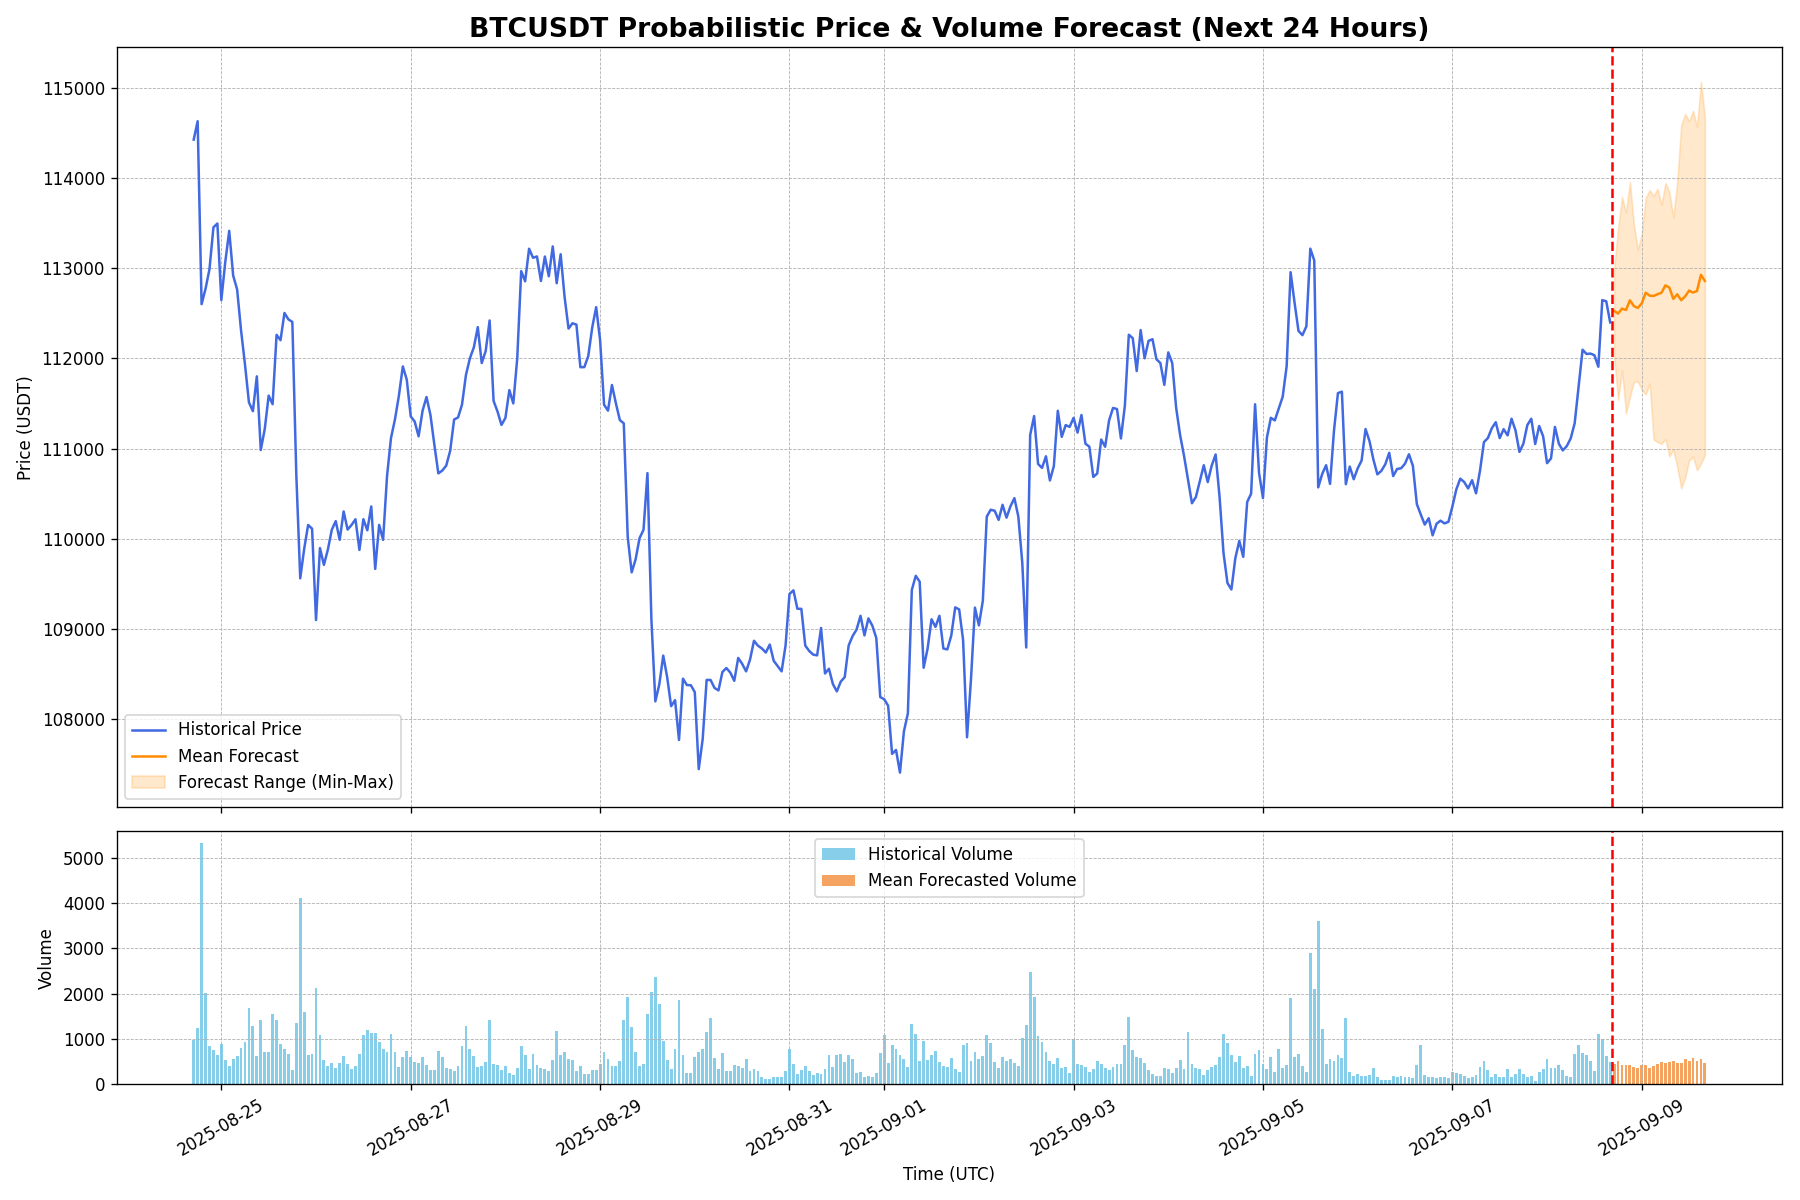 BTCUSDT Probabilistic Price & Volume Forecast (Next 24 Hours)
Price (USDT)
115000
114000
113000
112000
111000
110000
109000
108000
Historical Price
Mean Forecast
Forecast Range (Min-Max)
Volume
5000
4000
3000
2000
1000
0
Historical Volume
Mean Forecasted Volume
2025-08-25
2025-08-27
2025-08-29
2025-08-31
2025-09-01
2025-09-03
2025-09-05
2025-09-07
2025-09-09
Time (UTC)